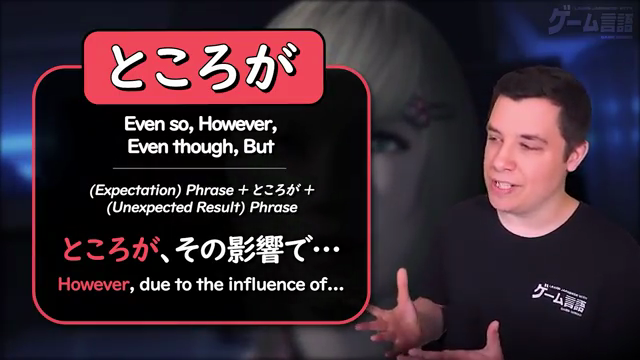 ところが
Even so, However,
Even though, But
(Expectation) Phrase + ところが +
(Unexpected Result) Phrase
ところが、その影響で…
However, due to the influence of...
ゲーム言語
ゲーム言語